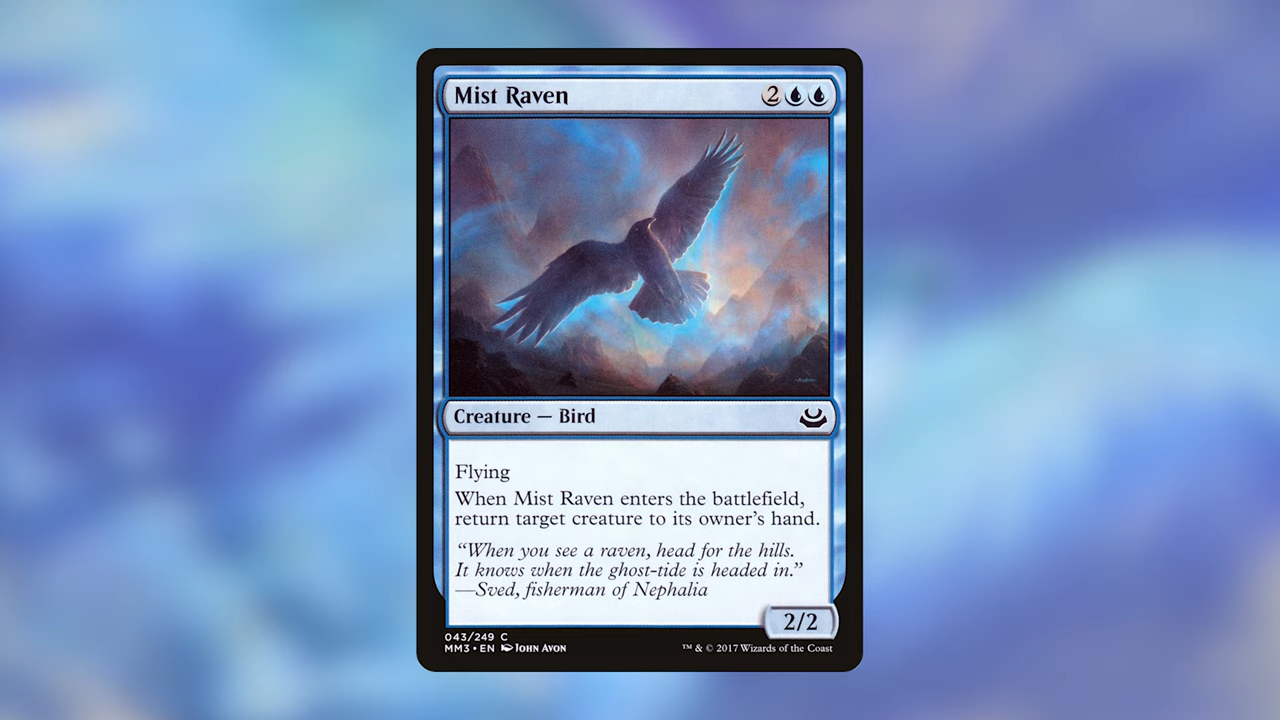 Mist Raven 2
Creature — Bird
Flying
When Mist Raven enters the battlefield,
return target creature to its owner's hand.
“When you see a raven, head for the hills.
It knows when the ghost-tide is headed in.”
—Sved, fisherman of Nephalia
2/2
043/249 C
MM3 • EN John Avon
™ & © 2017 Wizards of the Coast